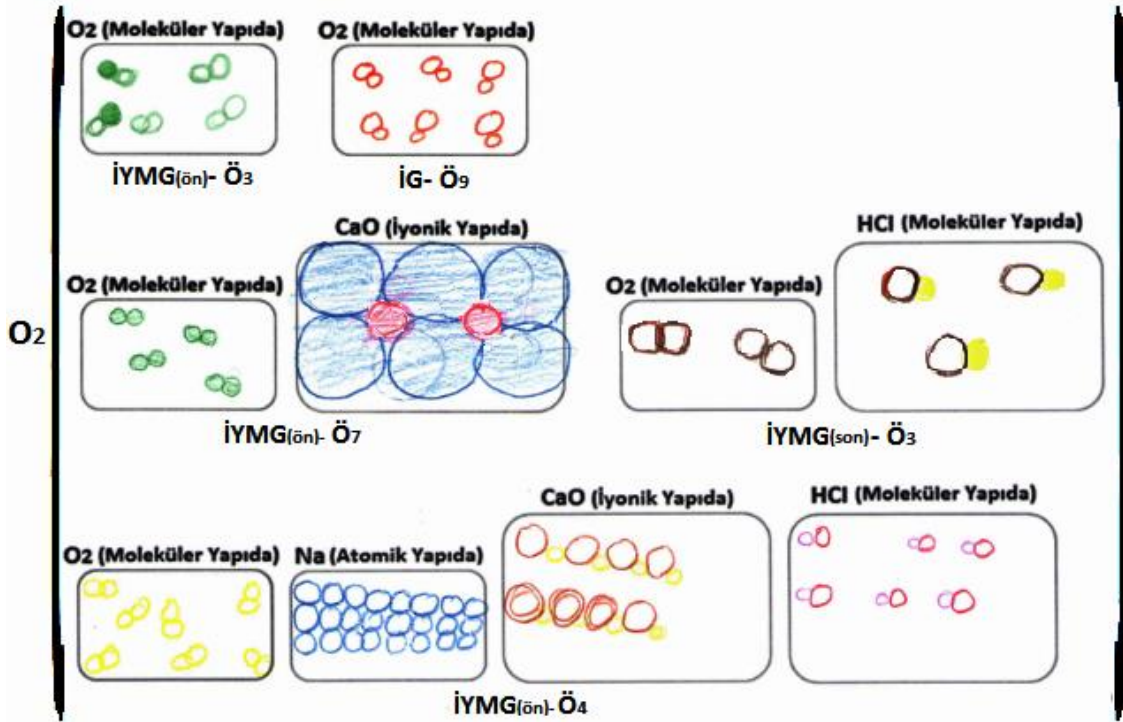 O2 (Moleküler Yapıda)
O2 (Moleküler Yapıda)
İYMG(ön)- Ö3
İG- Ö9
CaO (İyonik Yapıda)
HCl (Moleküler Yapıda)
O2 (Moleküler Yapıda)
O2 (Moleküler Yapıda)
O2
İYMG(ön)- Ö7
İYMG(son)- Ö3
CaO (İyonik Yapıda)
HCl (Moleküler Yapıda)
O2 (Moleküler Yapıda)
Na (Atomik Yapıda)
İYMG(ön)- Ö4